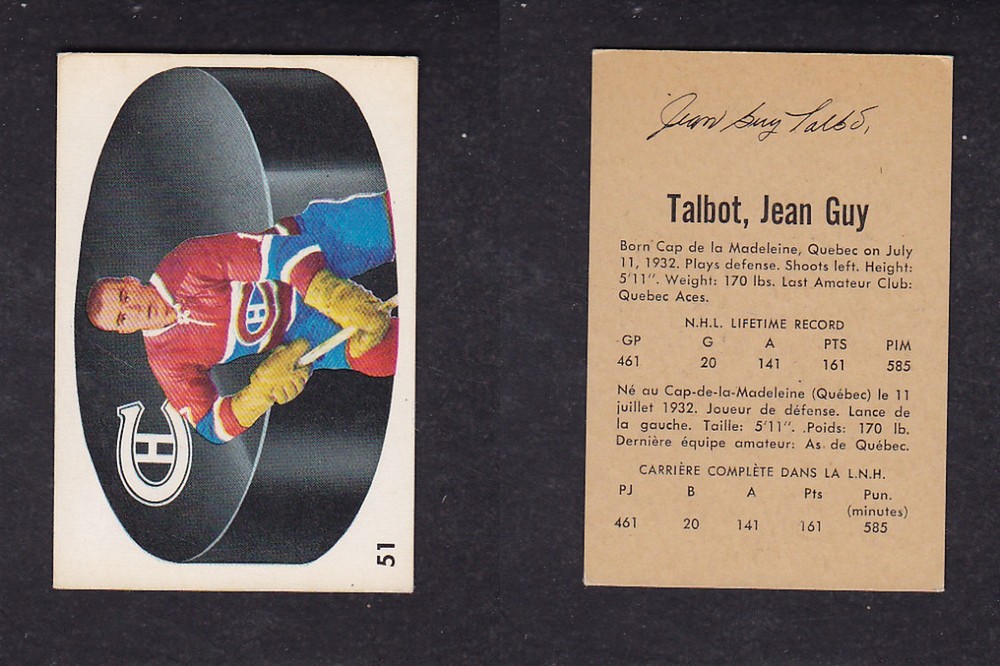 51
Jean Guy Talbot,
Talbot, Jean Guy
Born Cap de la Madeleine, Quebec on July
11, 1932. Plays defense. Shoots left. Height:
5'11". Weight: 170 lbs. Last Amateur Club:
Quebec Aces.
N.H.L. LIFETIME RECORD
GP G A PTS PIM
461 20 141 161 585
Né au Cap-de-la-Madeleine (Québec) le 11
juillet 1932. Joueur de défense. Lance de
la gauche. Taille: 5'11". Poids: 170 lb.
Dernière équipe amateur: As de Québec.
CARRIÈRE COMPLÈTE DANS LA L.N.H.
PJ B A Pts Pun.
(minutes)
461 20 141 161 585
CH
CH